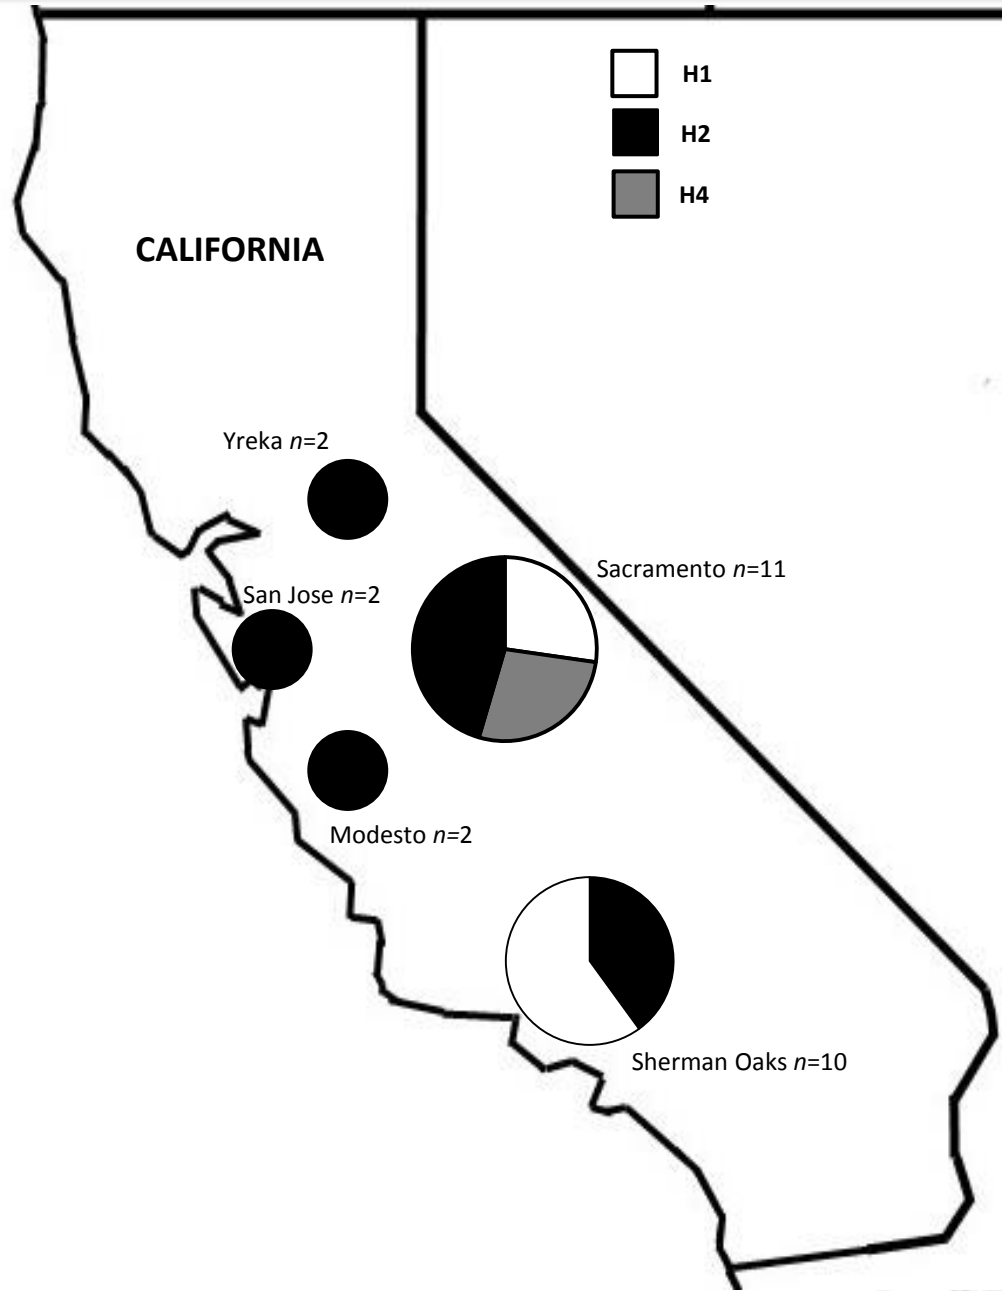 H1
H2
H4
CALIFORNIA
Yreka n=2
Sacramento n=11
San Jose n=2
Modesto n=2
Sherman Oaks n=10